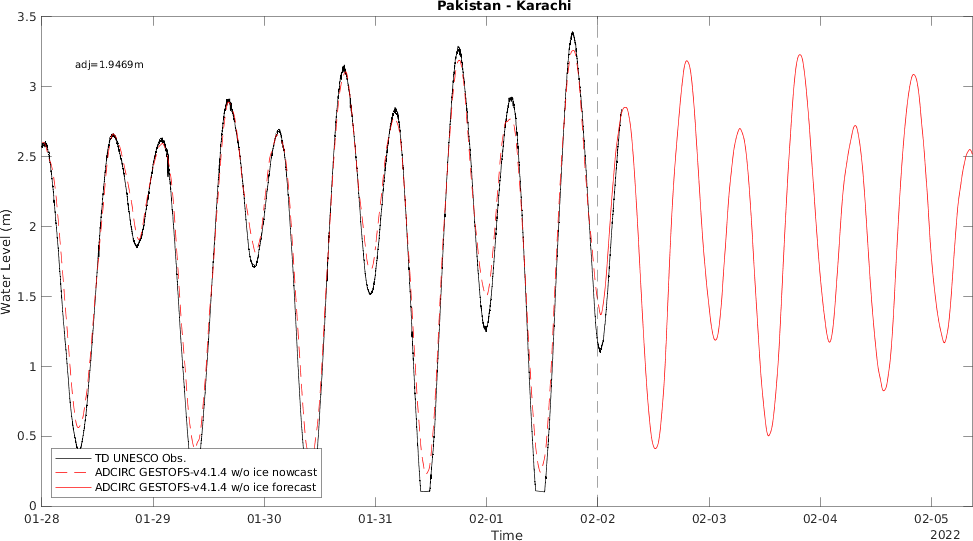 Pakistan - Karachi
3.5
adj=1.9469m
3
2.5
2
Water Level (m)
1.5
1
0.5
TD UNESCO Obs.
ADCIRC GESTOFS-v4.1.4 w/o ice nowcast
ADCIRC GESTOFS-v4.1.4 w/o ice forecast
0
01-28 01-29 01-30 01-31 02-01 02-02 02-03 02-04 02-05
Time 2022